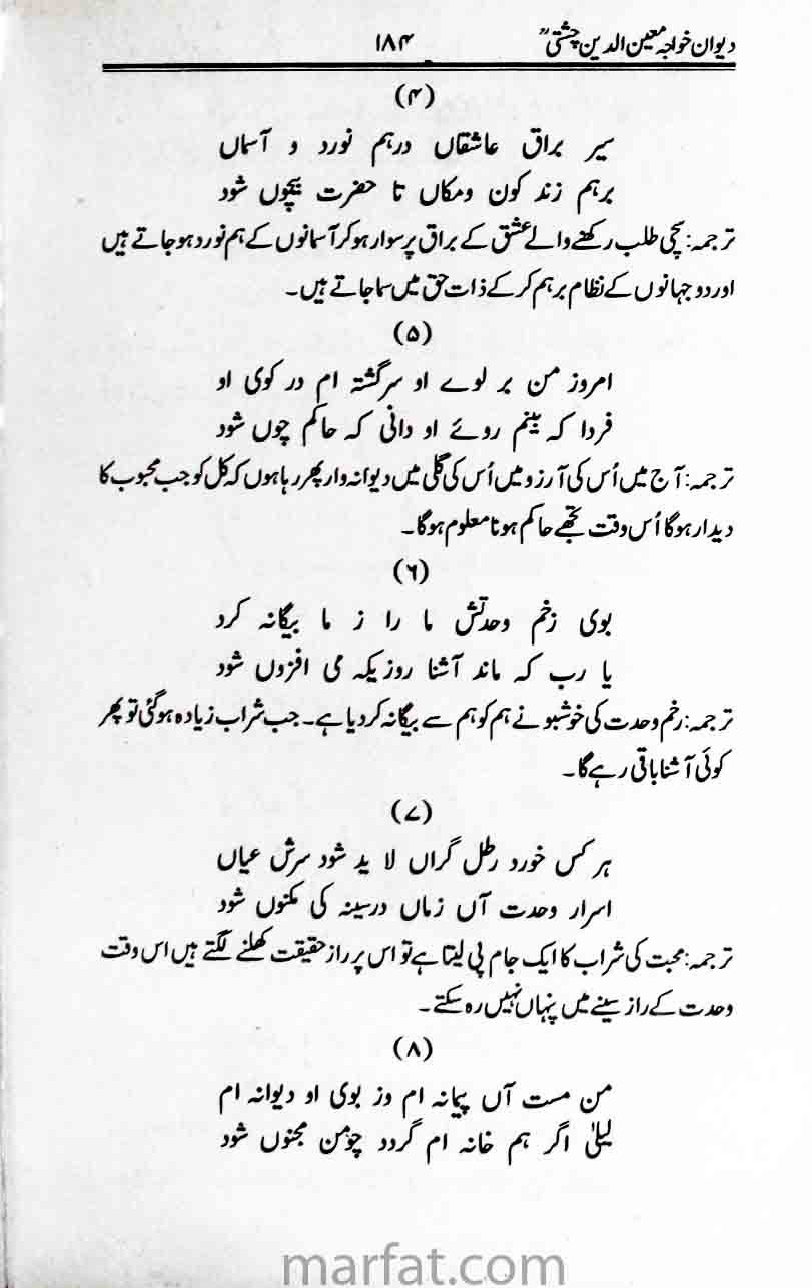 دیوان خواجہ معین الدین چشتیؒ ۱۸۴
(۴)
سیر براق عاشقاں درہم نورد و آسماں
برہم زند کون ومکاں تا حضرت بیچوں شود
ترجمہ: سچی طلب رکھنے والے عشق کے براق پر سوار ہو کر آسمانوں کے ہم نورد ہو جاتے ہیں
اور دو جہانوں کے نظام برہم کر کے ذات حق میں سما جاتے ہیں۔
(۵)
امروز من بر لوے او سرگشتہ ام در کوی او
فردا کہ بینم روئے او دانی کہ حاکم چوں شود
ترجمہ: آج میں اُس کی آرزو میں اُس کی گلی میں دیوانہ وار پھر رہا ہوں کہ کل کو جب محبوب کا
دیدار ہوگا اُس وقت تجھے حاکم ہونا معلوم ہوگا۔
(۶)
بوی زخم وحدتش ما را ز ما بیگانہ کرد
یا رب کہ ماند آشنا روزیکہ می افزوں شود
ترجمہ: زخم وحدت کی خوشبو نے ہم کو ہم سے بیگانہ کر دیا ہے۔ جب شراب زیادہ ہوگئی تو پھر
کوئی آشنا باقی رہے گا۔
(۷)
ہر کس خورد رطل گراں لا ید شود سرش عیاں
اسرار وحدت آں زماں درسینہ کی مکنوں شود
ترجمہ: محبت کی شراب کا ایک جام پی لیتا ہے تو اس پر راز حقیقت کھلنے لگتے ہیں اس وقت
وحدت کے راز سینے میں پنہاں نہیں رہ سکتے۔
(۸)
من مست آں پیمانہ ام وز بوی او دیوانہ ام
لیلیٰ اگر ہم خانہ ام گردد چومن مجنوں شود
marfat.com